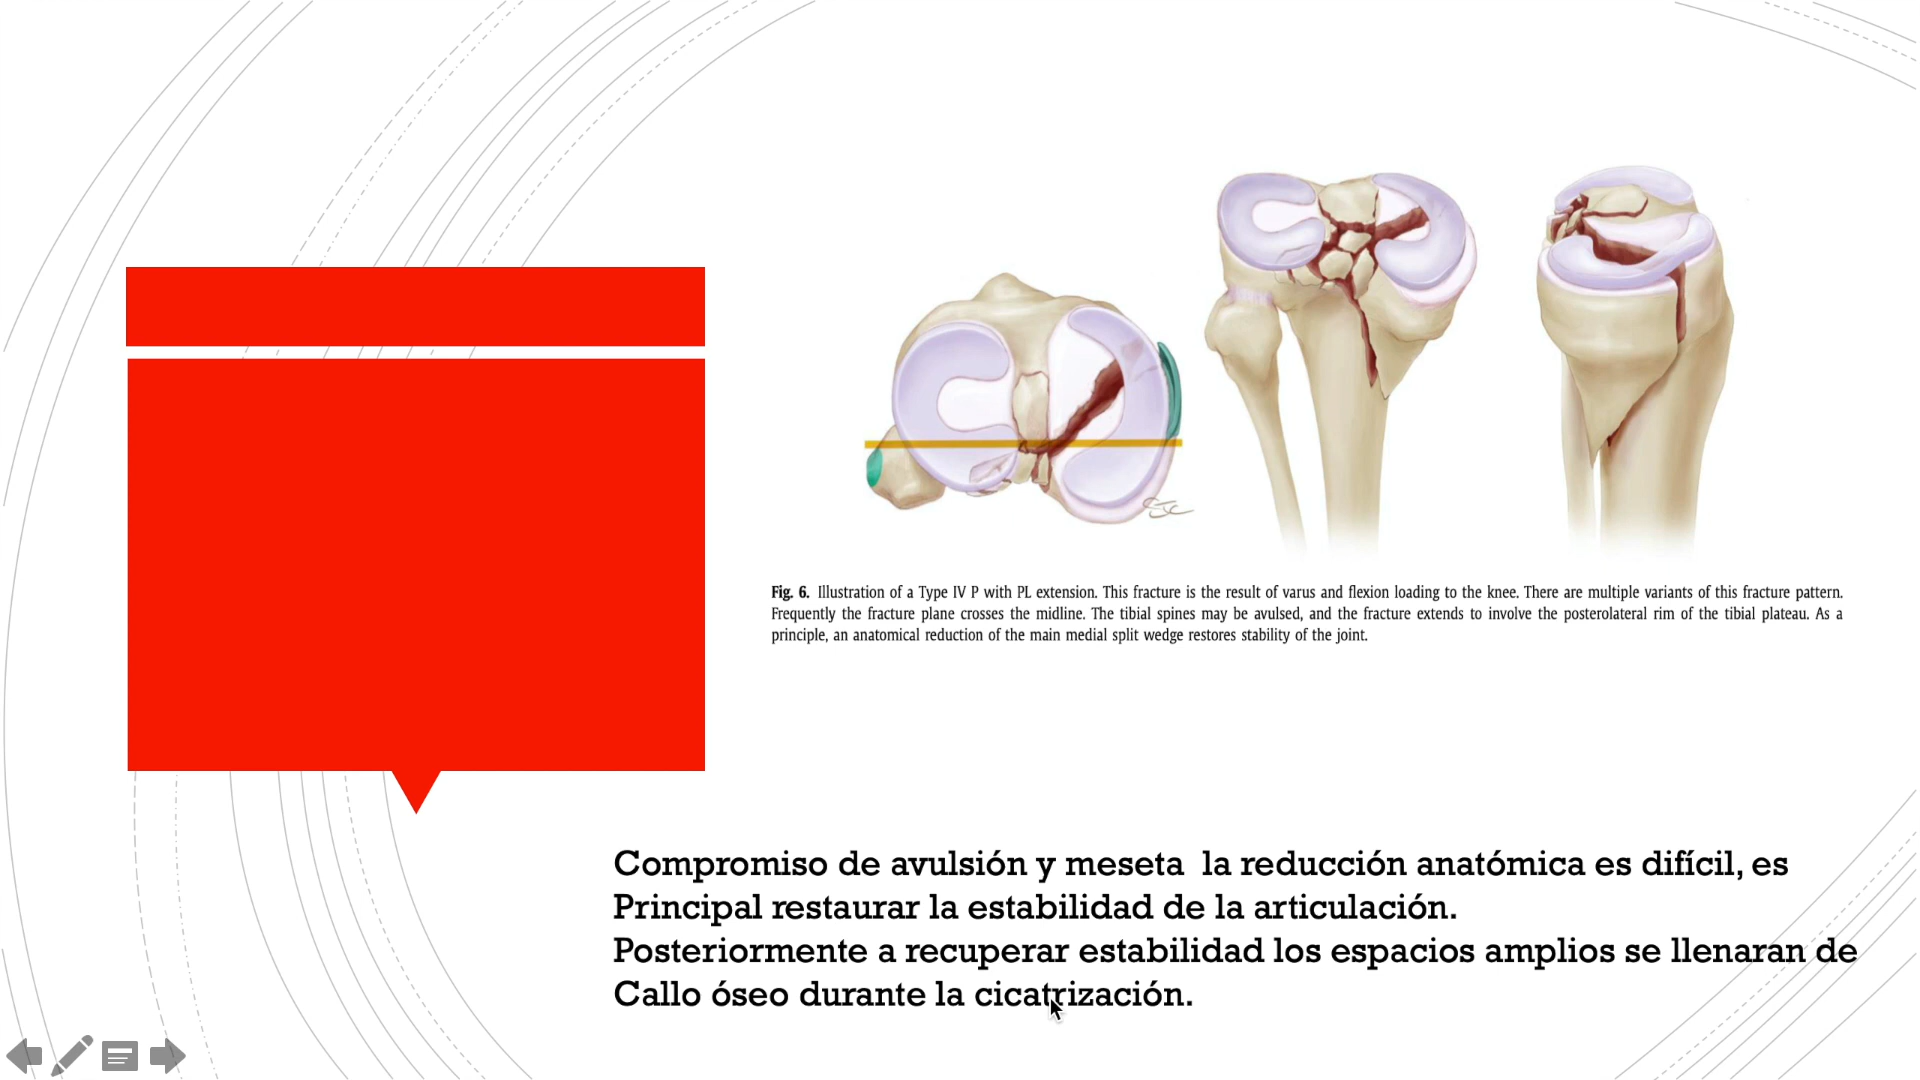 Fig. 6. Illustration of a Type IV P with PL extension. This fracture is the result of varus and flexion loading to the knee. There are multiple variants of this fracture pattern.
Frequently the fracture plane crosses the midline. The tibial spines may be avulsed, and the fracture extends to involve the posterolateral rim of the tibial plateau. As a
principle, an anatomical reduction of the main medial split wedge restores stability of the joint.
Compromiso de avulsión y meseta  la reducción anatómica es difícil, es
Principal restaurar la estabilidad de la articulación.
Posteriormente a recuperar estabilidad los espacios amplios se llenaran de
Callo óseo durante la cicatrización.